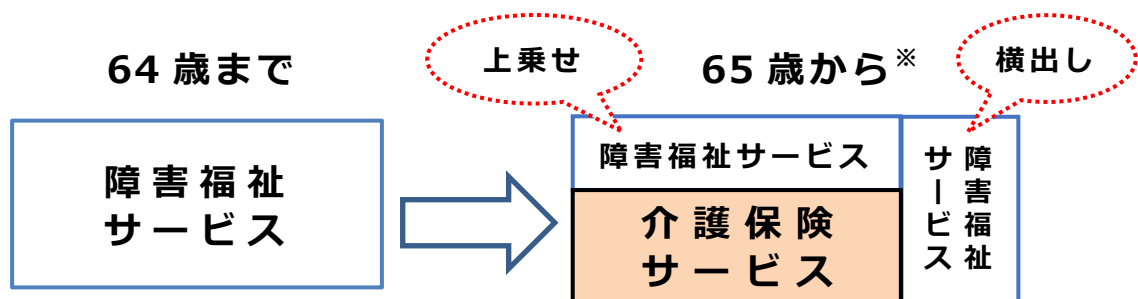 64歳まで
上乗せ
65歳から※
横出し
障害福祉
サービス
障害福祉サービス
介護保険
サービス
障害福祉
サービス